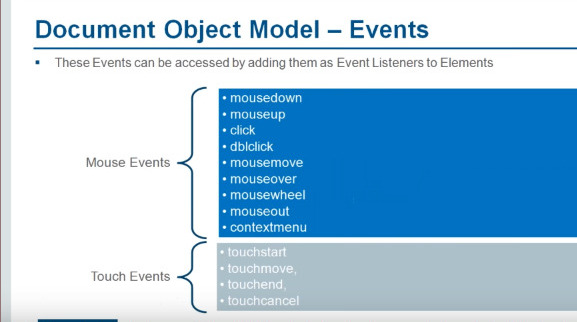 Document Object Model – Events
▪ These Events can be accessed by adding them as Event Listeners to Elements
Mouse Events
• mousedown
• mouseup
• click
• dblclick
• mousemove
• mouseover
• mousewheel
• mouseout
• contextmenu
Touch Events
• touchstart
• touchmove,
• touchend,
• touchcancel